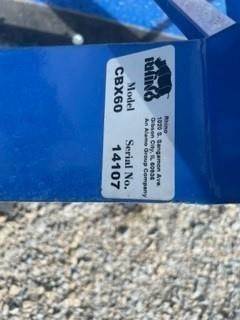 RHINO
Model
CBX60
Serial No.
14107
Rhino
1020 S. Sangamon Ave.
Gibson City, IL 60936
An Alamo Group Company